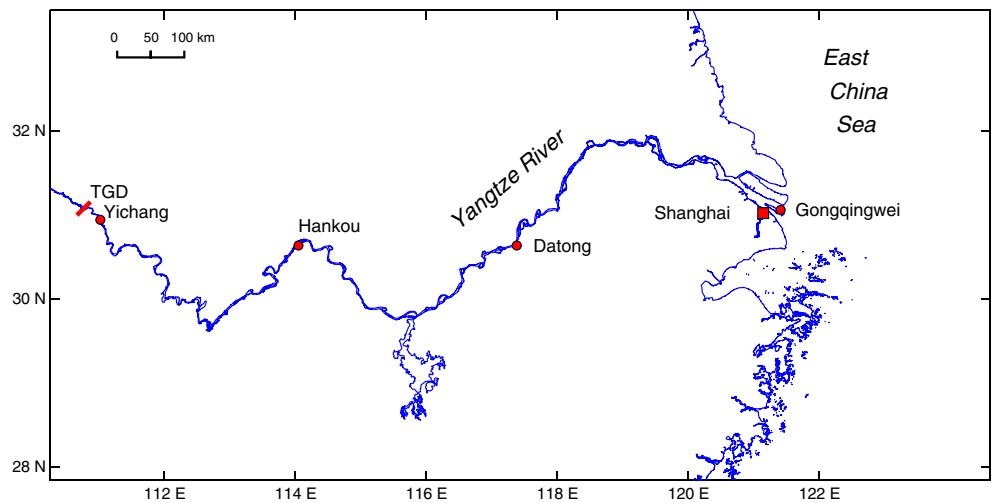 0 50 100 km
East
China
Sea
32 N
Yangtze River
TGD
Yichang
Shanghai
Gongqingwei
Hankou
Datong
30 N
28 N
112 E 114 E 116 E 118 E 120 E 122 E